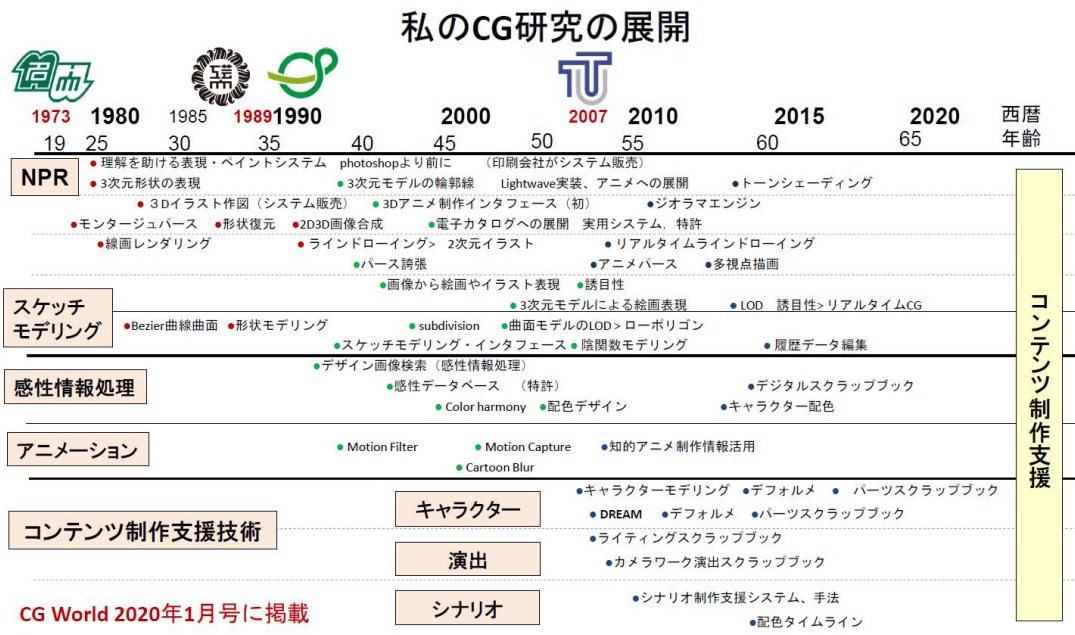 私のCG研究の展開
1973 1980 1985 1989 1990 2000 2007 2010 2015 2020 西暦
19 25 30 35 40 45 50 55 60 65 年齢
NPR
•理解を助ける表現・ペイントシステム photoshopより前に （印刷会社がシステム販売）
•3次元形状の表現 •3次元モデルの輪郭線 Lightwave実装、アニメへの展開 •トーンシェーディング
•３Dイラスト作図（システム販売） •3Dアニメ制作インタフェース（初） •ジオラマエンジン
•モンタージュパース •形状復元 •2D3D画像合成 •電子カタログへの展開 実用システム，特許
•線画レンダリング •ラインドローイング> 2次元イラスト •リアルタイムラインドローイング
•パース誇張 •アニメパース •多視点描画
•画像から絵画やイラスト表現 •誘目性
スケッチ
モデリング
•3次元モデルによる絵画表現 •LOD 誘目性> リアルタイムCG
•Bezier曲線曲面 •形状モデリング •subdivision •曲面モデルのLOD > ローポリゴン
•スケッチモデリング・インタフェース •陰関数モデリング •履歴データ編集
感性情報処理
•デザイン画像検索（感性情報処理）
•感性データベース （特許） •デジタルスクラップブック
•Color harmony •配色デザイン •キャラクター配色
アニメーション
•Motion Filter •Motion Capture •知的アニメ制作情報活用
•Cartoon Blur
コンテンツ制作支援技術
キャラクター
•キャラクターモデリング •デフォルメ • パーツスクラップブック
•DREAM •デフォルメ •パーツスクラップブック
演出
•ライティングスクラップブック
•カメラワーク演出スクラップブック
シナリオ
•シナリオ制作支援システム、手法
•配色タイムライン
コンテンツ制作支援
CG World 2020年1月号に掲載